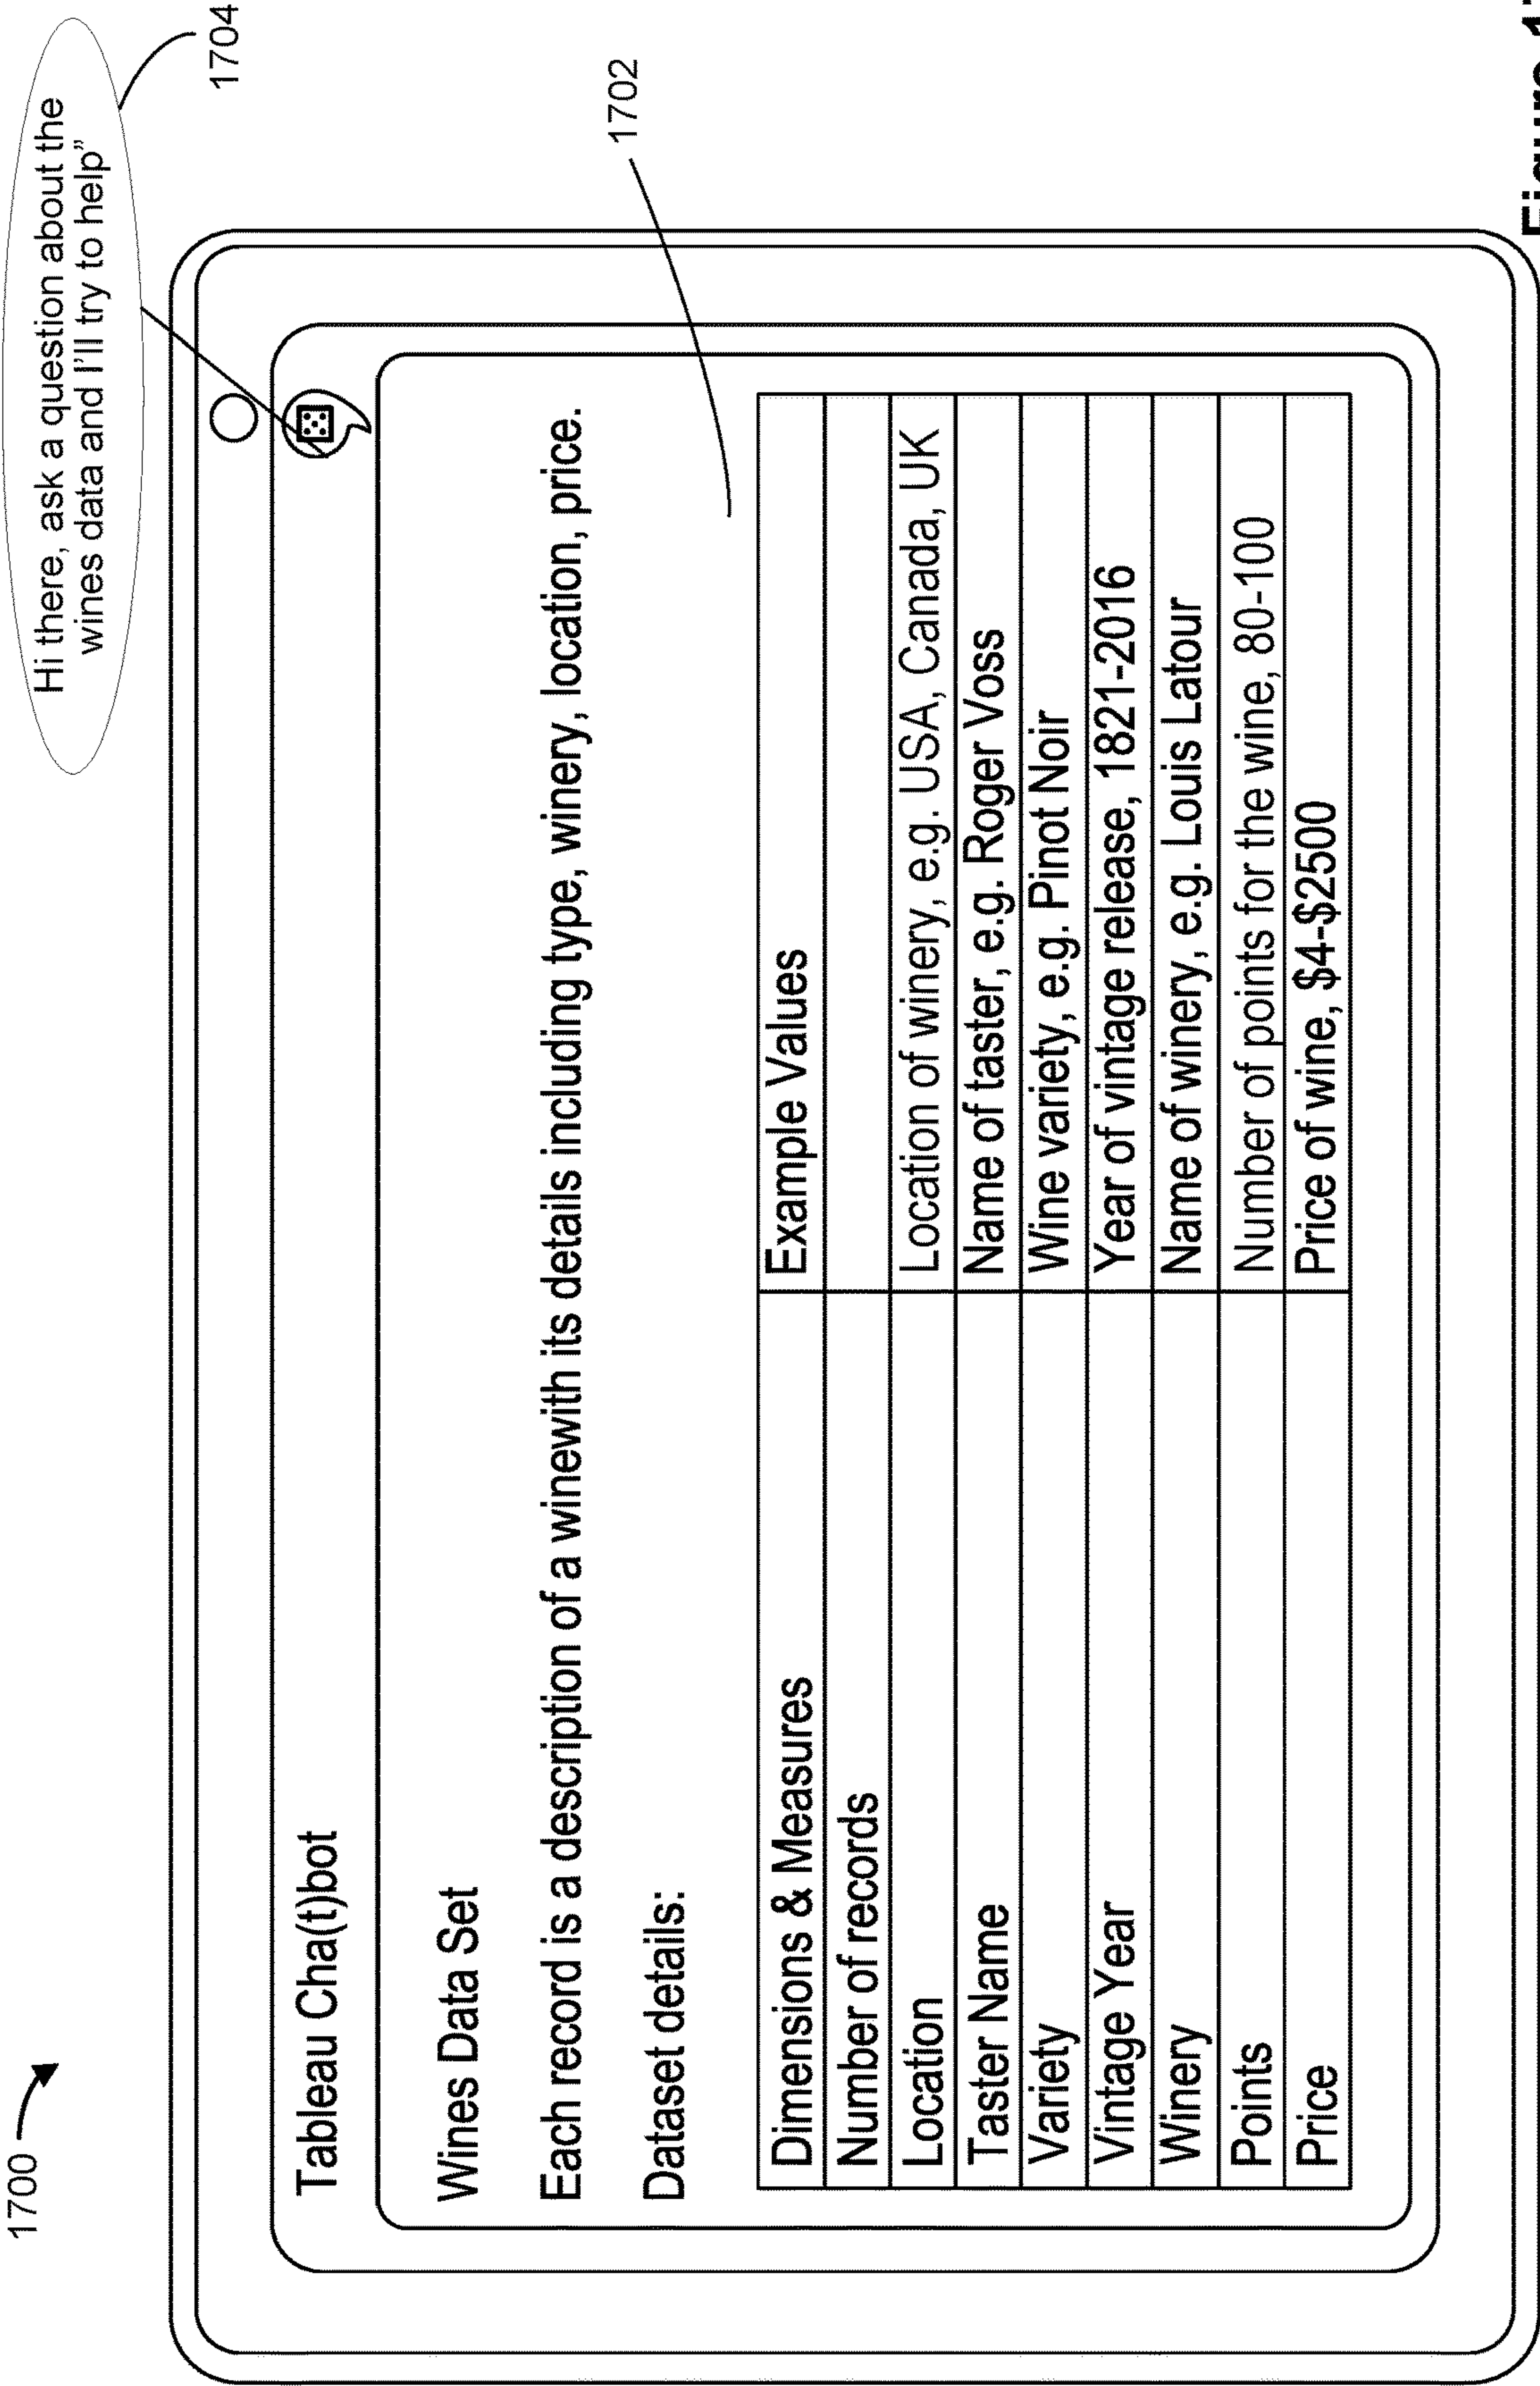 1700
Hi there, ask a question about the
wines data and I'll try to help”
1704
Tableau Cha(t)bot
Wines Data Set
Each record is a description of a winewith its details including type, winery, location, price.
1702
Dataset details:
Dimensions & Measures Example Values
Number of records
Location Location of winery, e.g. USA, Canada, UK
Taster Name Name of taster, e.g. Roger Voss
Variety Wine variety, e.g. Pinot Noir
Vintage Year Year of vintage release, 1821-2016
Winery Name of winery, e.g. Louis Latour
Points Number of points for the wine, 80-100
Price Price of wine, $4-$2500
Figure